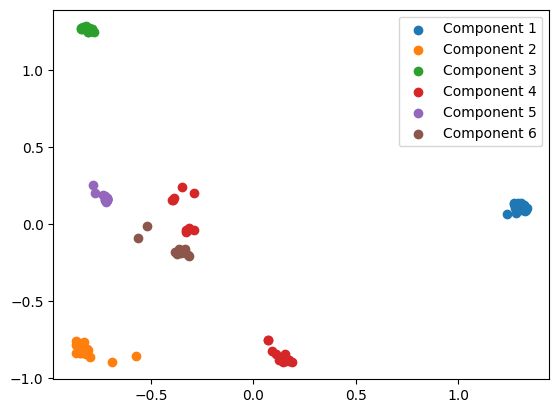 Component 1
Component 2
Component 3
Component 4
Component 5
Component 6
1.0
0.5
0.0
−0.5
−1.0
−0.5 0.0 0.5 1.0